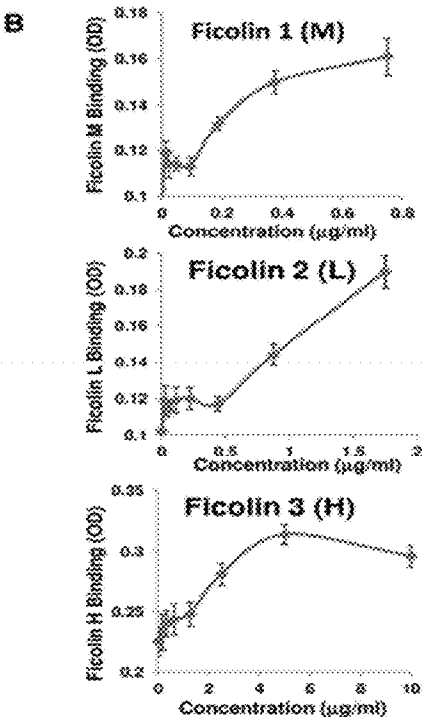 B
Ficolin 1 (M)
Ficolin M Binding (OD)
0.18
0.16
0.14
0.12
0.1
0 0.2 0.4 0.6 0.8
Concentration (μg/ml)
Ficolin 2 (L)
Ficolin L Binding (OD)
0.2
0.18
0.16
0.14
0.12
0.1
0 0.5 1 1.5 2
Concentration (μg/ml)
Ficolin 3 (H)
Ficolin H Binding (OD)
0.35
0.3
0.25
0.2
0 2 4 6 8 10
Concentration (μg/ml)